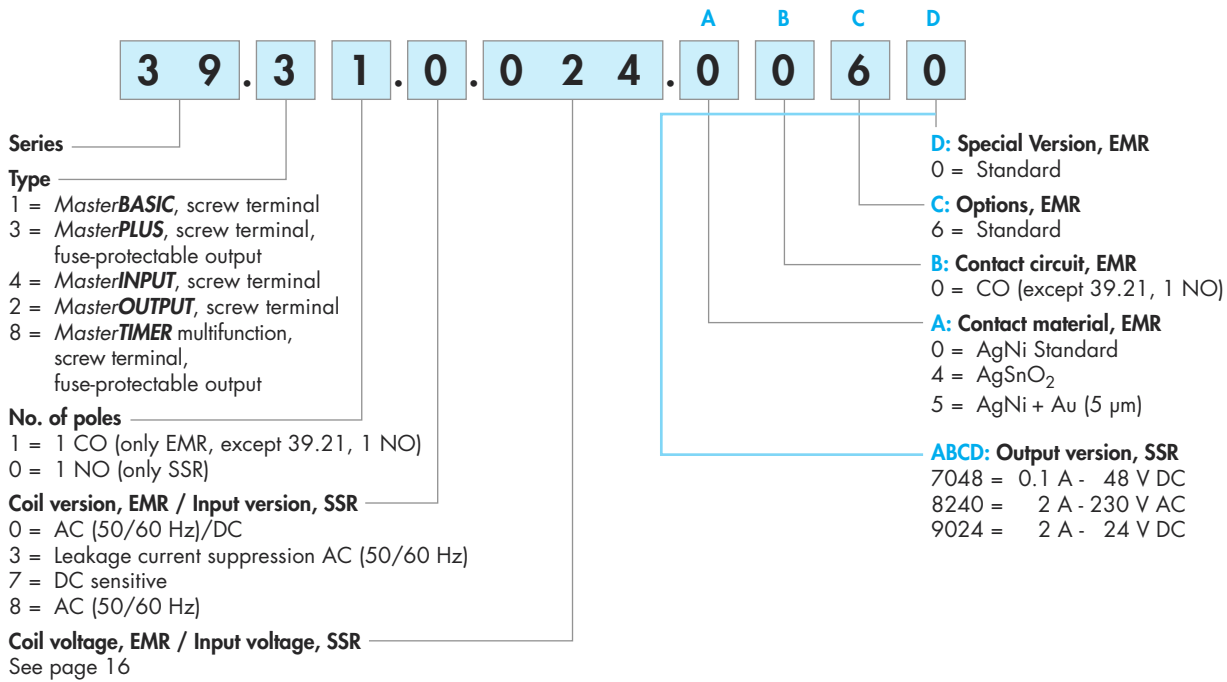 A B C D
3 9 . 3 1 . 0 . 0 2 4 . 0 0 6 0
Series
Type
1 = MasterBASIC, screw terminal
3 = MasterPLUS, screw terminal,
fuse-protectable output
4 = MasterINPUT, screw terminal
2 = MasterOUTPUT, screw terminal
8 = MasterTIMER multifunction,
screw terminal,
fuse-protectable output
No. of poles
1 = 1 CO (only EMR, except 39.21, 1 NO)
0 = 1 NO (only SSR)
Coil version, EMR / Input version, SSR
0 = AC (50/60 Hz)/DC
3 = Leakage current suppression AC (50/60 Hz)
7 = DC sensitive
8 = AC (50/60 Hz)
Coil voltage, EMR / Input voltage, SSR
See page 16
D: Special Version, EMR
0 = Standard
C: Options, EMR
6 = Standard
B: Contact circuit, EMR
0 = CO (except 39.21, 1 NO)
A: Contact material, EMR
0 = AgNi Standard
4 = AgSnO2
5 = AgNi + Au (5 µm)
ABCD: Output version, SSR
7048 = 0.1 A - 48 V DC
8240 = 2 A - 230 V AC
9024 = 2 A - 24 V DC